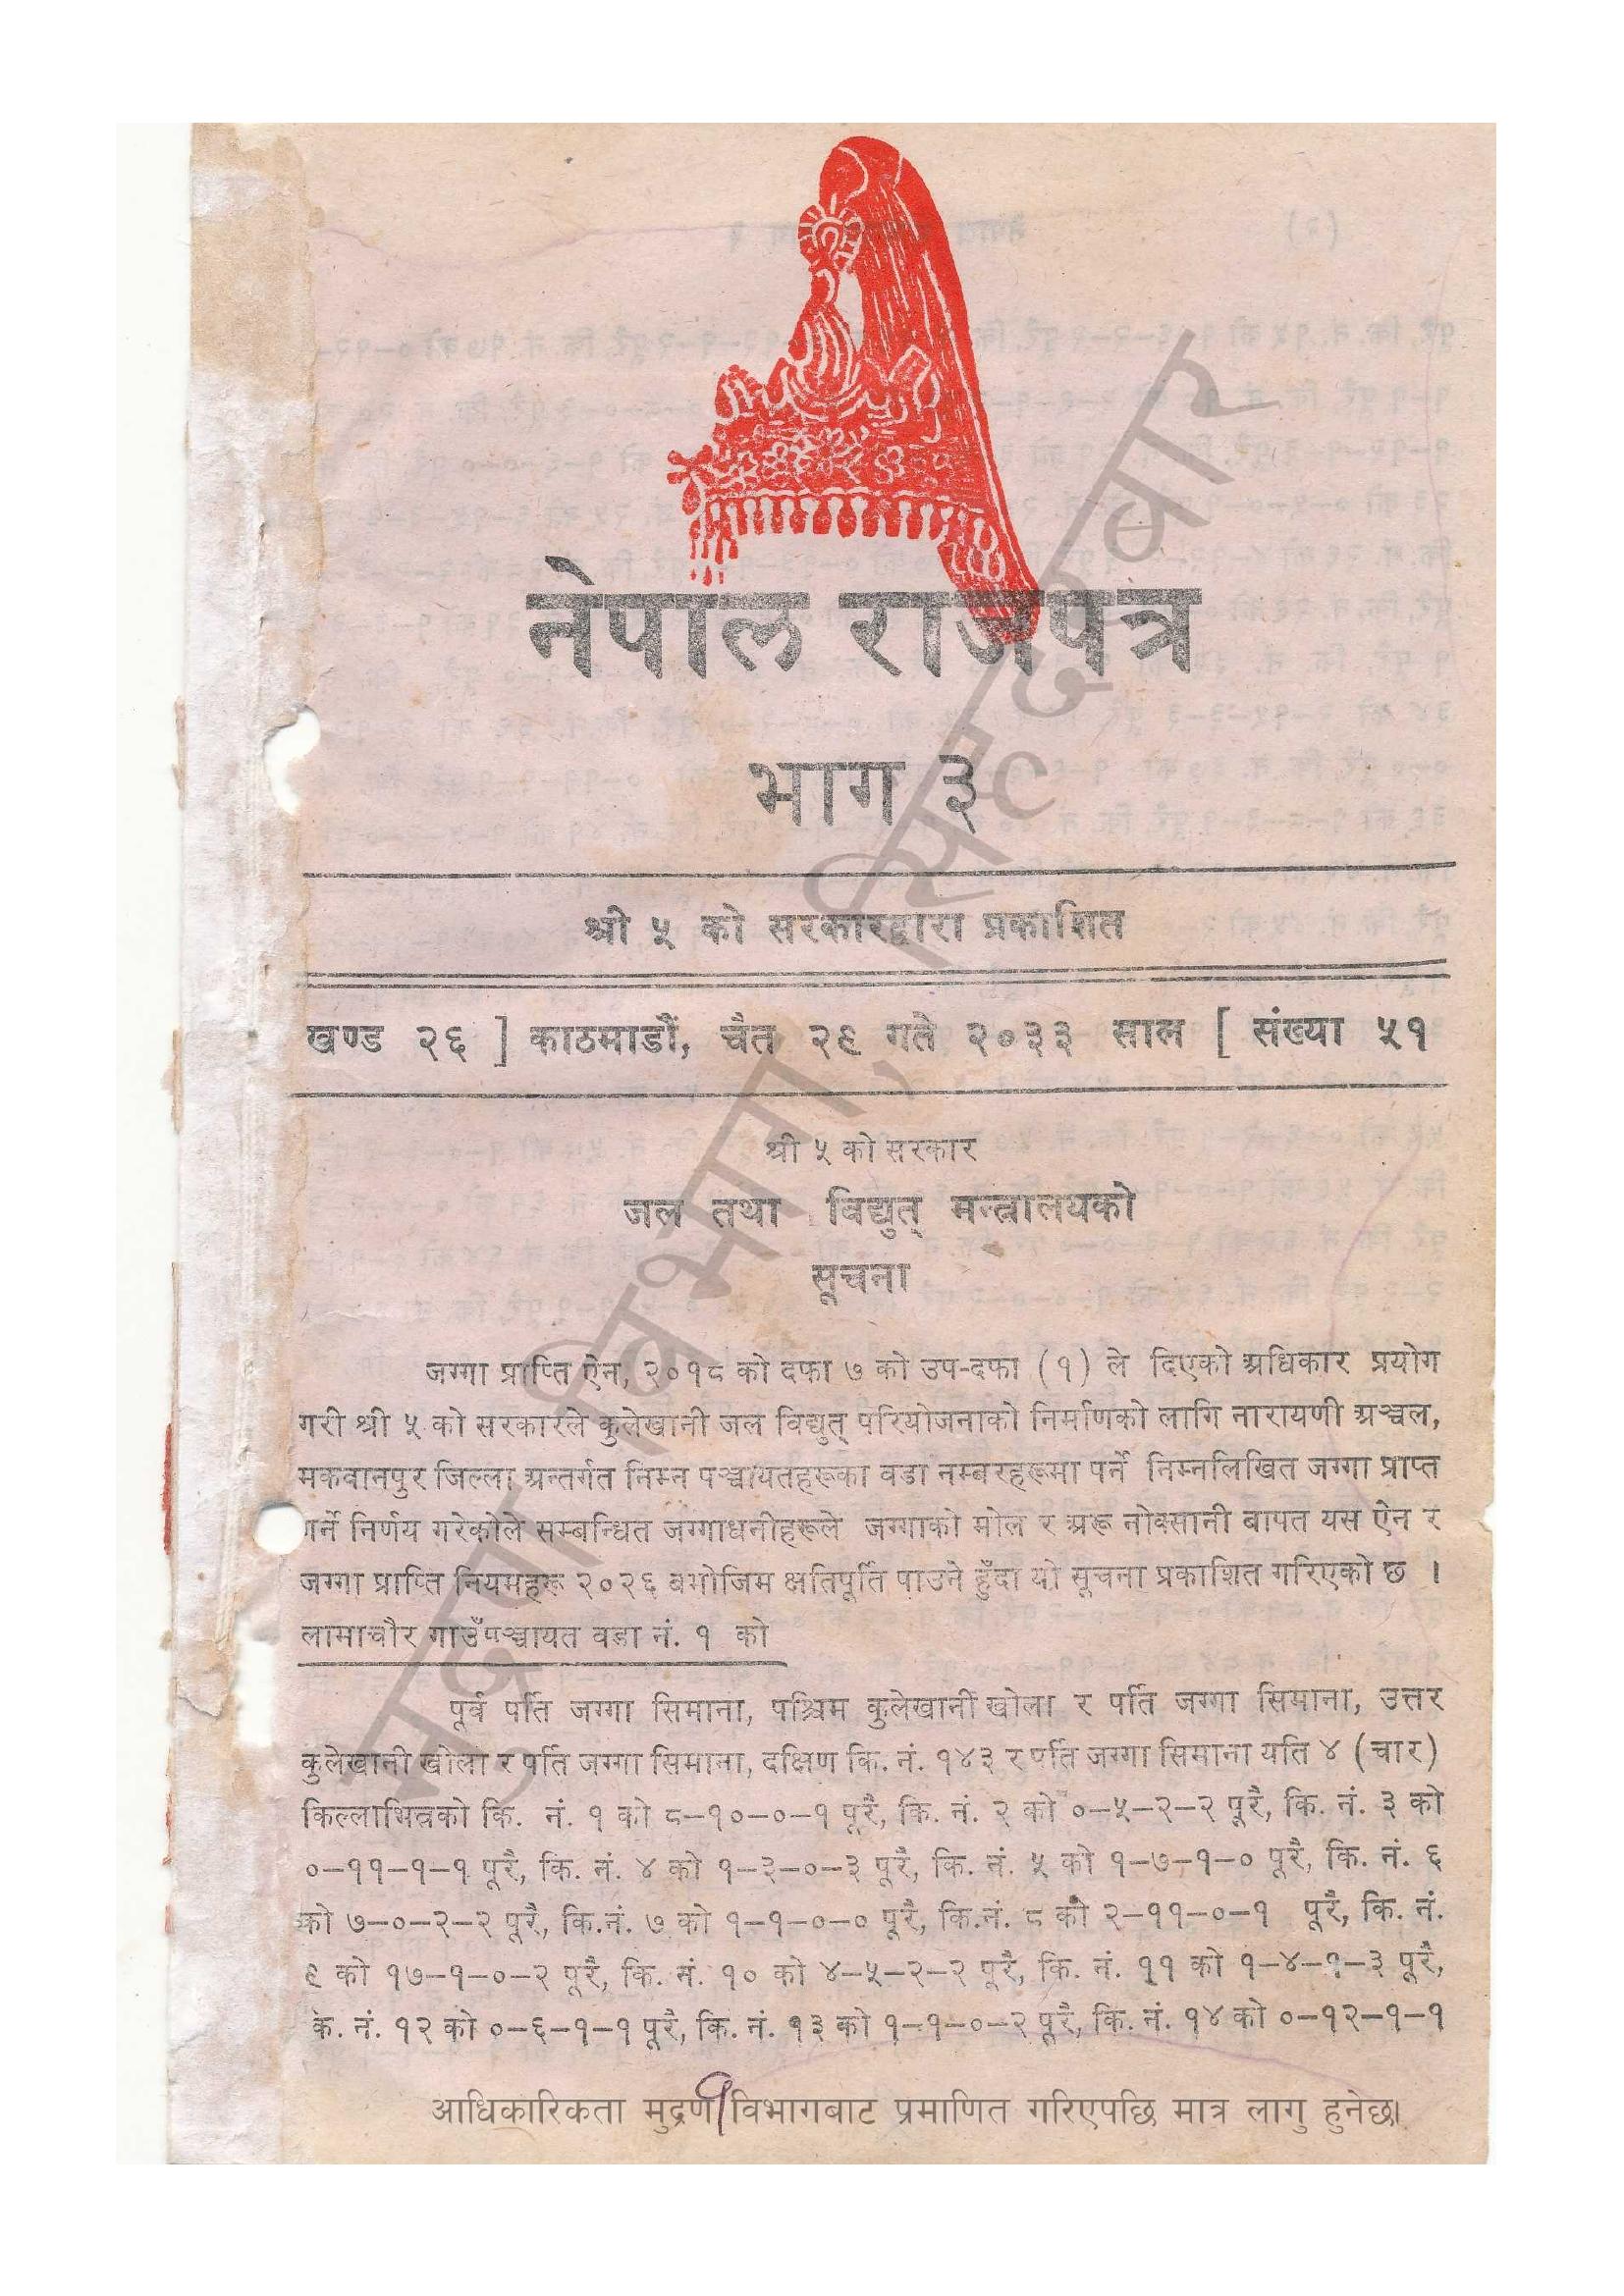 नेपाल राजपत्र
भाग ३
श्री ५ को सरकारद्वारा प्रकाशित
खण्ड २६ ] काठमाडौं, चैत २९ गते २०३३ साल [ संख्या ५१
श्री ५ को सरकार
जल तथा विद्युत् मन्त्रालयको
सूचना
जग्गा प्राप्ति ऐन, २०१८ को दफा ७ को उप-दफा (१) ले दिएको अधिकार प्रयोग
गरी श्री ५ को सरकारले कुलेखानी जल विद्युत् परियोजनाको निर्माणको लागि नारायणी अञ्चल,
मकवानपुर जिल्ला अन्तर्गत निम्न पञ्चायतहरूका वडा नम्बरहरूमा पर्ने निम्नलिखित जग्गा प्राप्त
गर्ने निर्णय गरेकोले सम्बन्धित जग्गाधनीहरूले जग्गाको मोल र अरू नोक्सानी बापत यस ऐन र
जग्गा प्राप्ति नियमहरू २०२६ बमोजिम क्षतिपूर्ति पाउने हुँदा यो सूचना प्रकाशित गरिएको छ ।
लामाचौर गाउँपञ्चायत वडा नं. १ को
पूर्व पर्ति जग्गा सिमाना, पश्चिम कुलेखानी खोला र पर्ति जग्गा सिमाना, उत्तर
कुलेखानी खोला र पर्ति जग्गा सिमाना, दक्षिण कि. नं. १४३ र पर्ति जग्गा सिमाना यति ४ (चार)
किल्लाभित्रको कि. नं. १ को ८-१०-०-१ पूरै, कि. नं. २ को ०-५-२-२ पूरै, कि. नं. ३ को
०-११-१-१ पूरै, कि. नं. ४ को १-३-०-३ पूरै, कि. नं. ५ को १-७-१-० पूरै, कि. नं. ६
को ७-०-२-२ पूरै, कि.नं. ७ को १-१-०-० पूरै, कि.नं. ८ को २-११-०-१ पूरै, कि. नं.
९ को १७-१-०-२ पूरै, कि. नं. १० को ४-५-२-२ पूरै, कि. नं. ११ को १-४-१-३ पूरै,
कि. नं. १२ को ०-६-१-१ पूरै, कि. नं. १३ को १-१-०-२ पूरै, कि. नं. १४ को ०-१२-१-१
१
आधिकारिकता मुद्रण विभागबाट प्रमाणित गरिएपछि मात्र लागु हुनेछ।
मुद्रण विभाग, सिंहदरबार